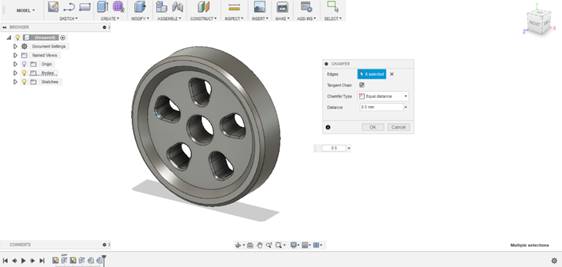 MODEL
SKETCH
CREATE
MODIFY
ASSEMBLE
CONSTRUCT
INSPECT
INSERT
MAKE
ADD-INS
SELECT
BROWSER
(Unsaved)
Document Settings
Named Views
Origin
Bodies
Sketches
CHAMFER
Edges
6 selected
Tangent Chain
Chamfer Type
Equal distance
Distance
0.5 mm
OK
Cancel
0.5
COMMENTS
Multiple selections